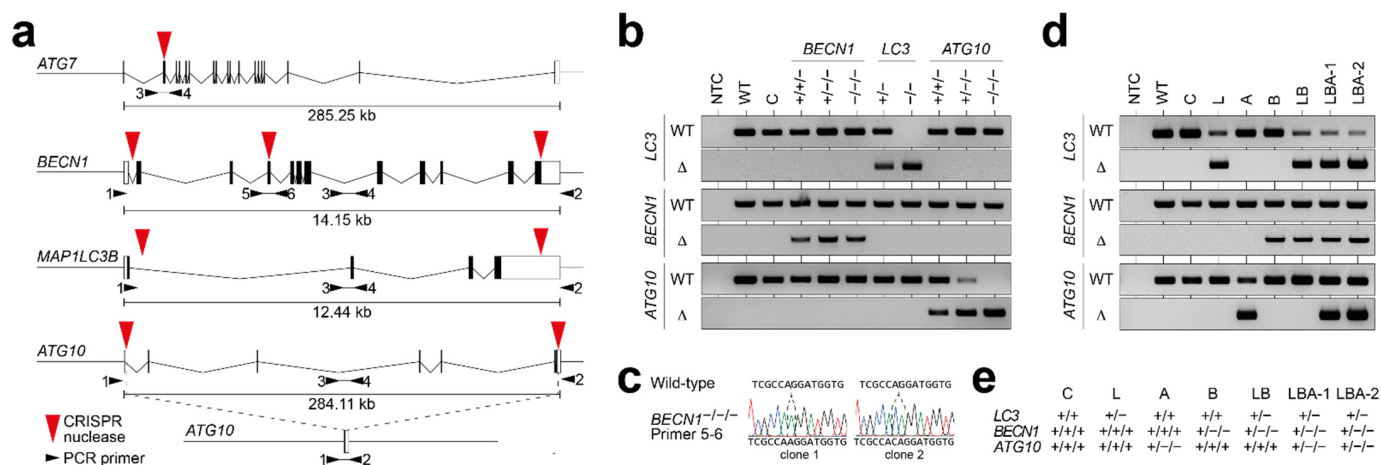 a
ATG7
3 4
285.25 kb
BECN1
1 5 6 3 4 2
14.15 kb
MAP1LC3B
1 3 4 2
12.44 kb
ATG10
1 3 4 2
284.11 kb
CRISPR
nuclease
PCR primer
ATG10
1 2
b
BECN1 LC3 ATG10
NTC WT C +/+/− +/−/− −/−/− +/− −/− +/+/− +/−/− −/−/−
LC3 WT
Δ
BECN1 WT
Δ
ATG10 WT
Δ
c
Wild-type TCGCCAGGATGGTG TCGCCAGGATGGTG
BECN1−/−/−
Primer 5-6
TCGCCAAGGATGGTG TCGCCACAGGATGGTG
clone 1 clone 2
d
NTC WT C L A B LB LBA-1 LBA-2
LC3 WT
Δ
BECN1 WT
Δ
ATG10 WT
Δ
e
C L A B LB LBA-1 LBA-2
LC3 +/+ +/− +/+ +/+ +/− +/− +/−
BECN1 +/+/+ +/+/+ +/+/+ +/−/− +/−/− +/−/− +/−/−
ATG10 +/+/+ +/+/+ +/−/− +/+/+ +/+/+ +/−/− +/−/−